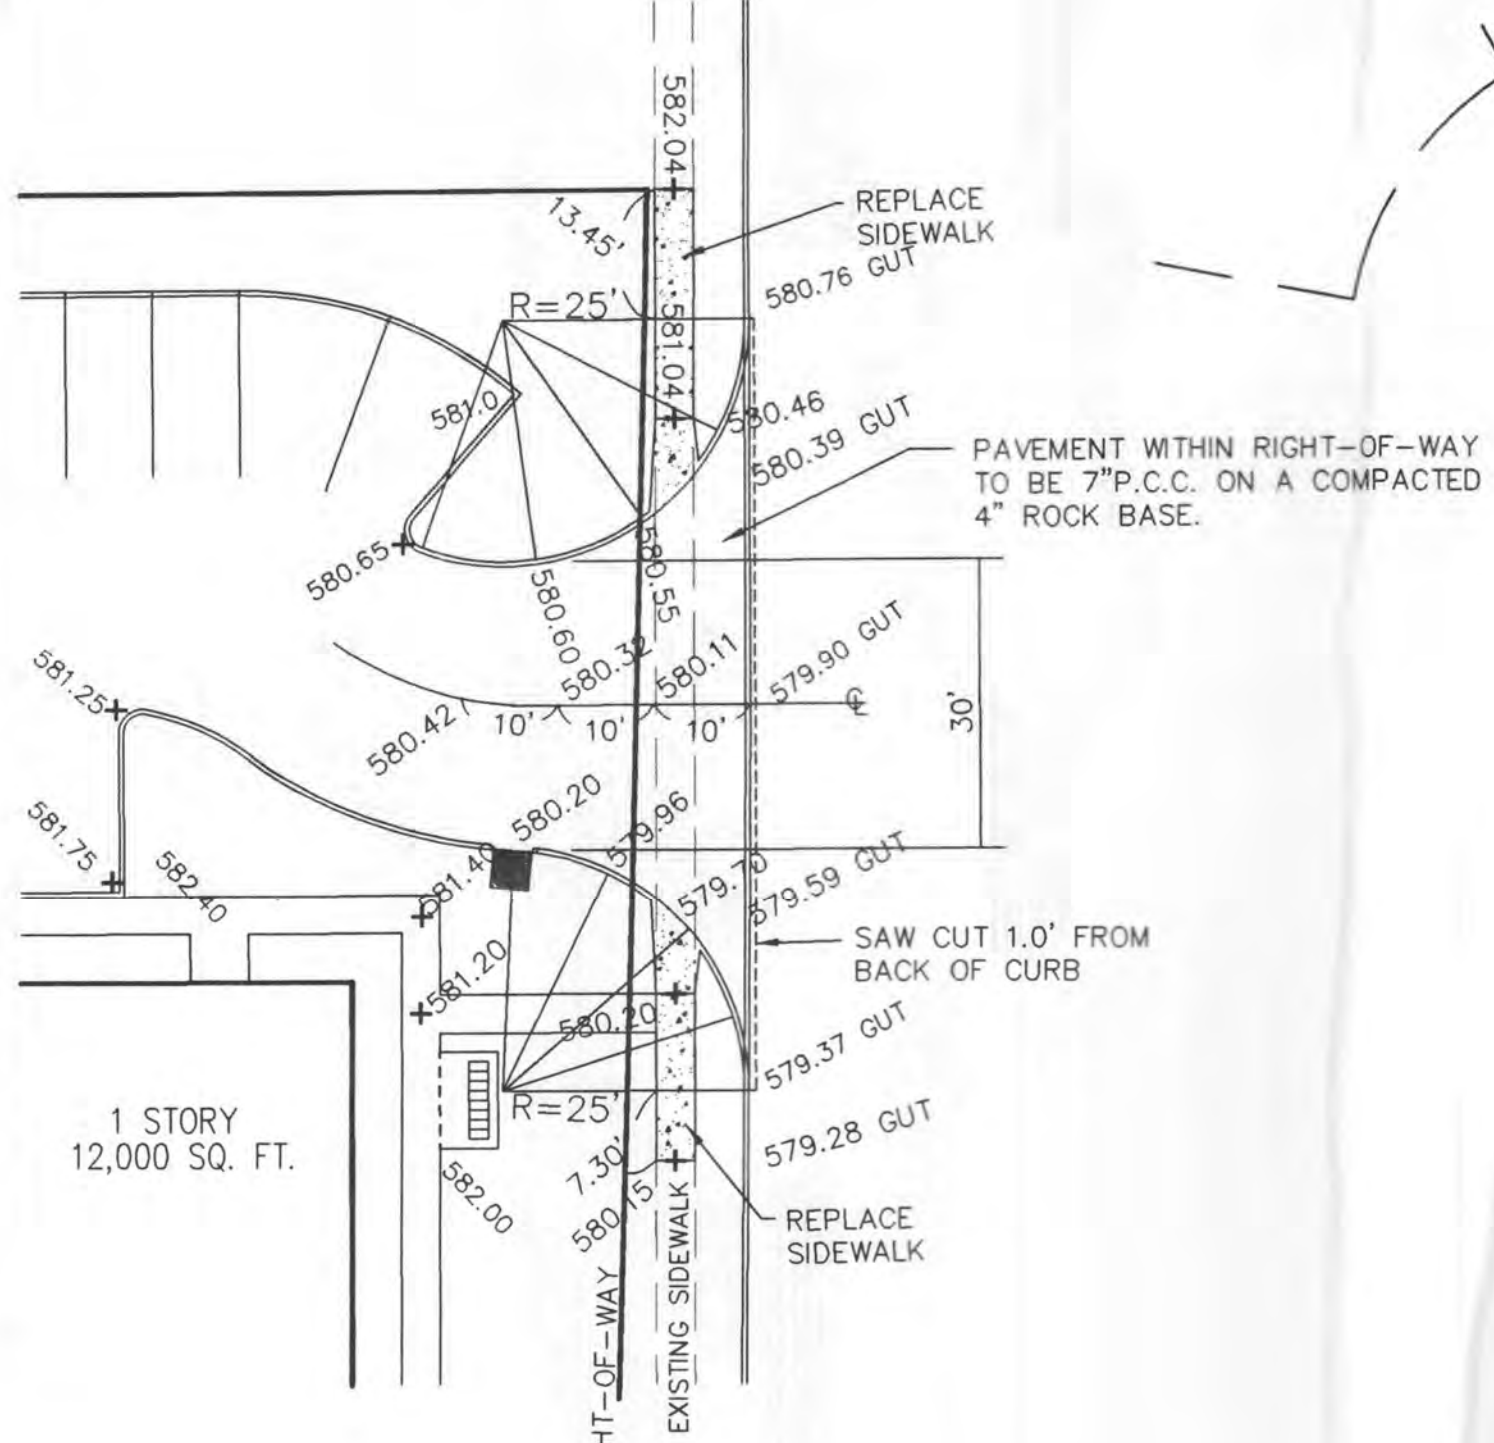 582.04
REPLACE
SIDEWALK
13.45'
580.76 GUT
R=25'
581.04
581.0
580.46
580.39 GUT
PAVEMENT WITHIN RIGHT-OF-WAY
TO BE 7"P.C.C. ON A COMPACTED
4" ROCK BASE.
580.65
580.55
580.60
580.32
580.11
579.90 GUT
581.25
580.42
10'
10'
10'
℄
30'
580.20
579.96
581.75
582.40
581.40
579.70
579.59 GUT
SAW CUT 1.0' FROM
BACK OF CURB
581.20
580.20
579.37 GUT
R=25'
1 STORY
12,000 SQ. FT.
579.28 GUT
7.30'
582.00
580.15
REPLACE
SIDEWALK
HT-OF-WAY
EXISTING SIDEWALK